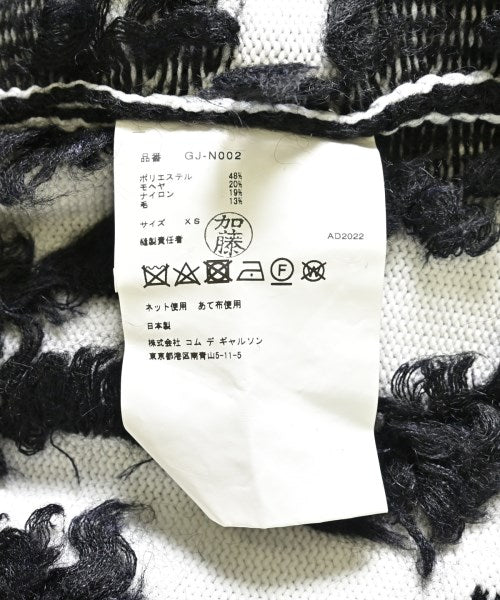 品番 GJ-N002
ポリエステル 48%
モヘヤ 20%
ナイロン 19%
毛 13%
サイズ XS
縫製責任者 加藤 AD2022
F W
ネット使用 あて布使用
日本製
株式会社 コム デ ギャルソン
東京都港区南青山5-11-5